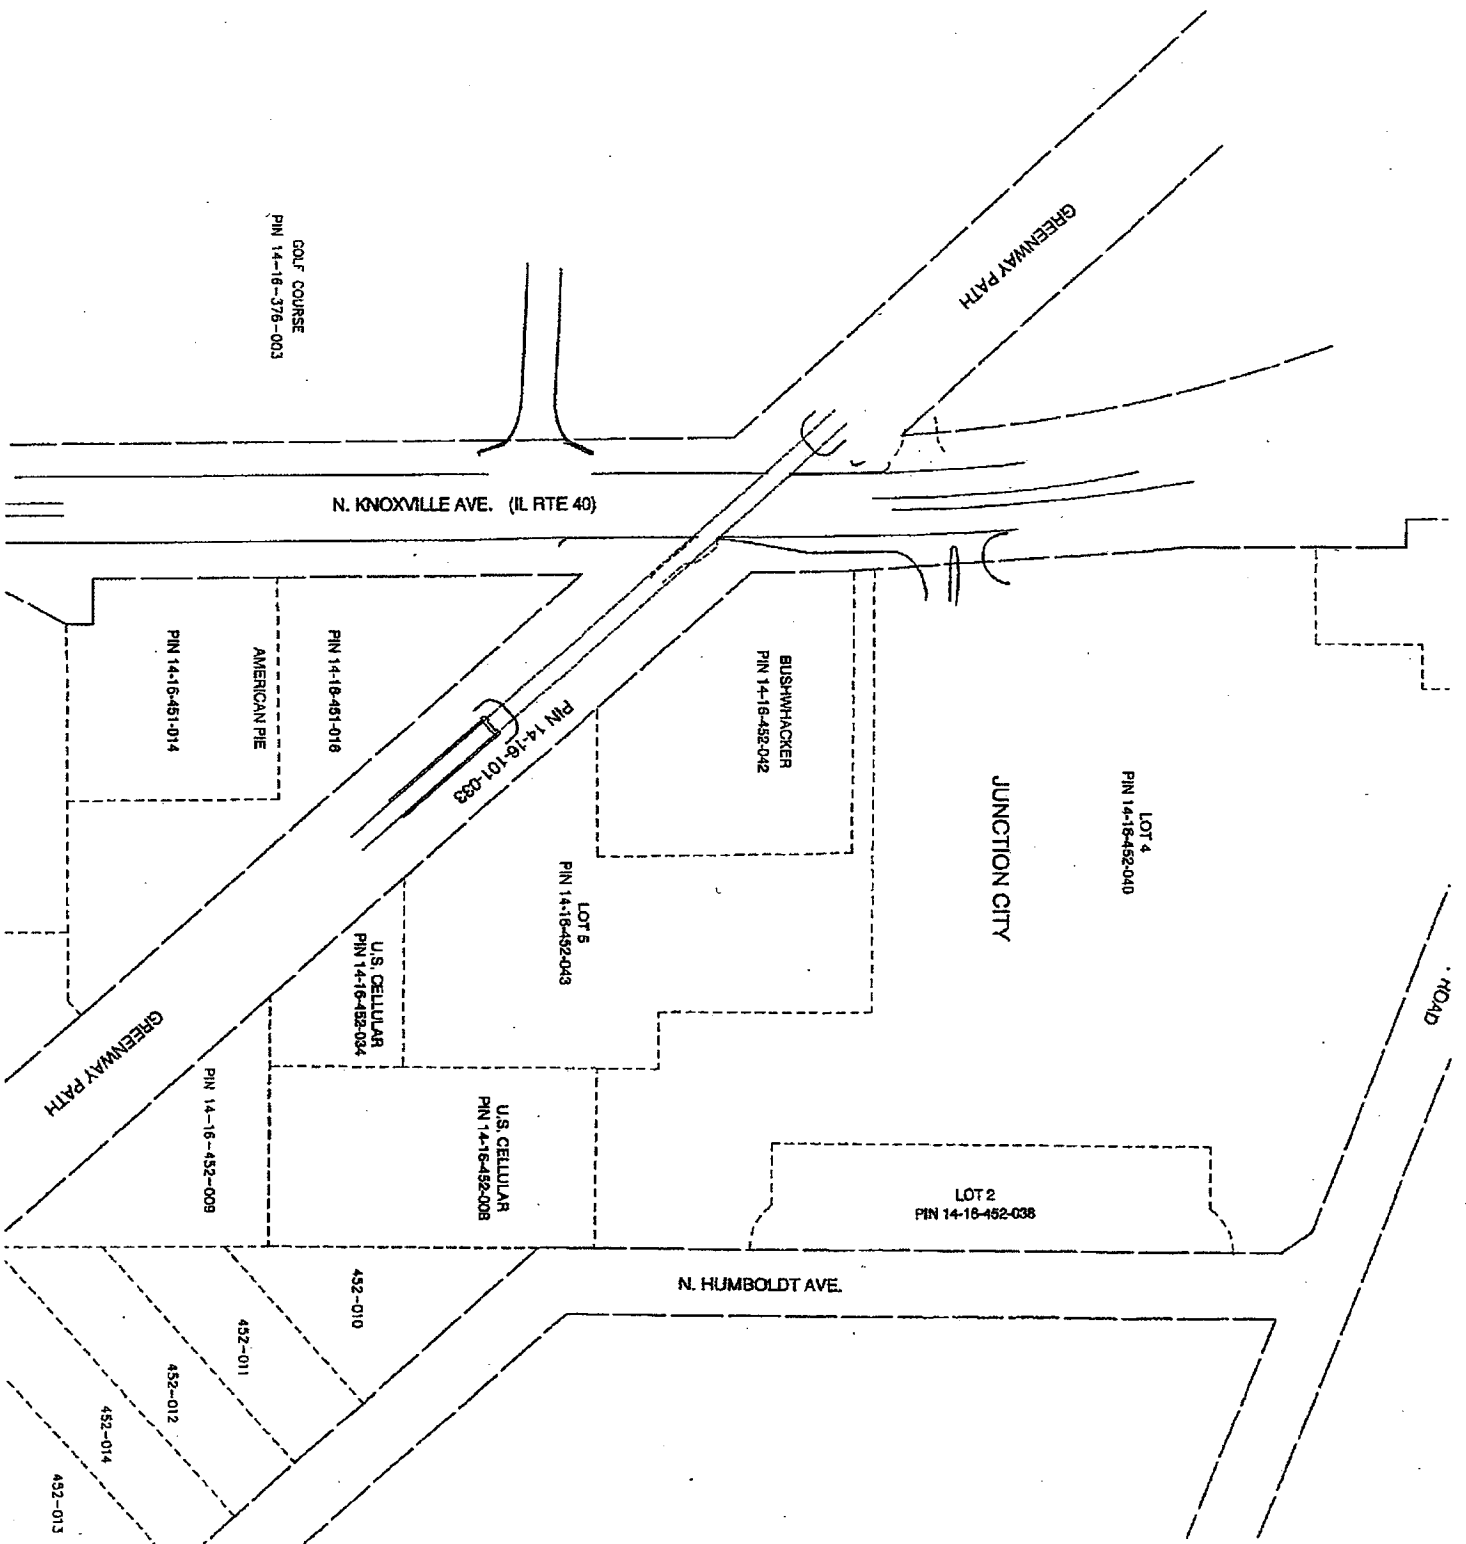 GREENWAY PATH
GOLF COURSE
PIN 14-16-376-003
N. KNOXVILLE AVE. (IL RTE 40)
PIN 14-16-451-014
AMERICAN PIE
PIN 14-16-451-016
BUSHWHACKER
PIN 14-16-452-042
PIN 14-16-101-033
JUNCTION CITY
LOT 4
PIN 14-16-452-040
LOT 5
PIN 14-16-452-043
U.S. CELLULAR
PIN 14-16-452-034
ROAD
GREENWAY PATH
PIN 14-16-452-009
U.S. CELLULAR
PIN 14-16-452-008
LOT 2
PIN 14-16-452-038
N. HUMBOLDT AVE.
452-010
452-011
452-012
452-014
452-013